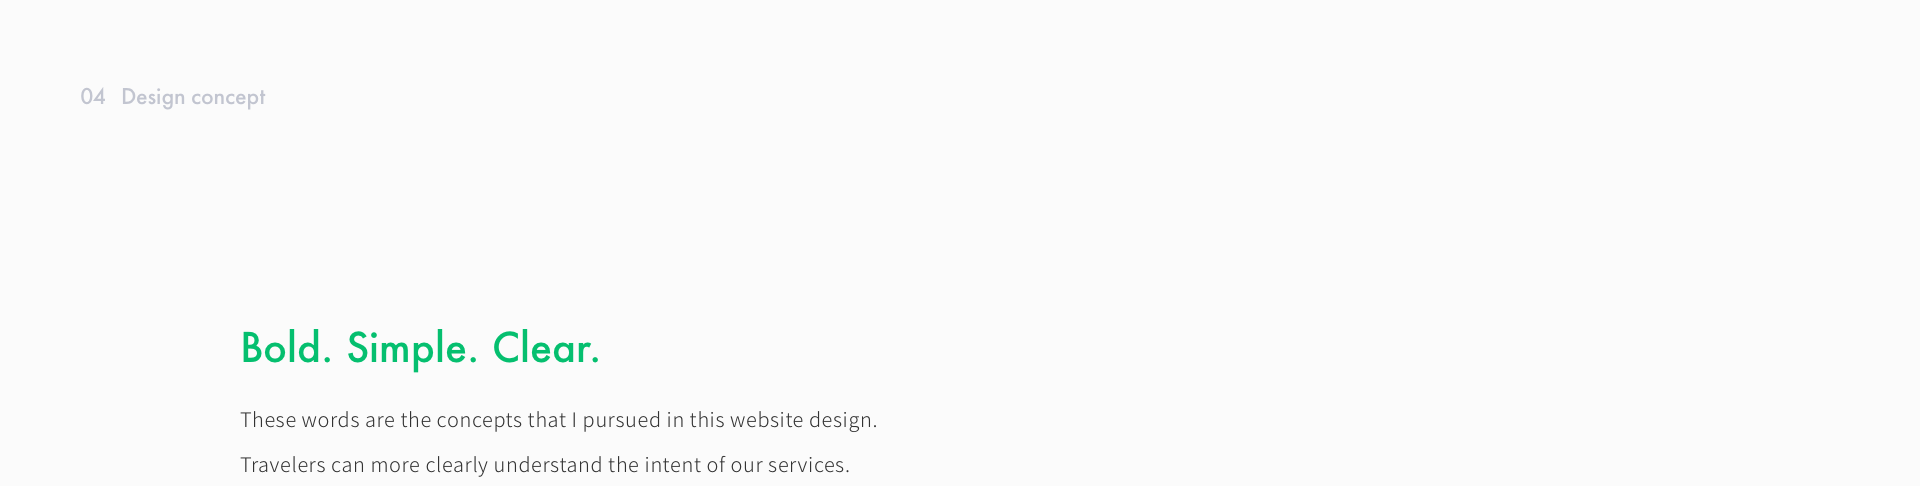 04 Design concept
Bold. Simple. Clear.
These words are the concepts that I pursued in this website design.
Travelers can more clearly understand the intent of our services.